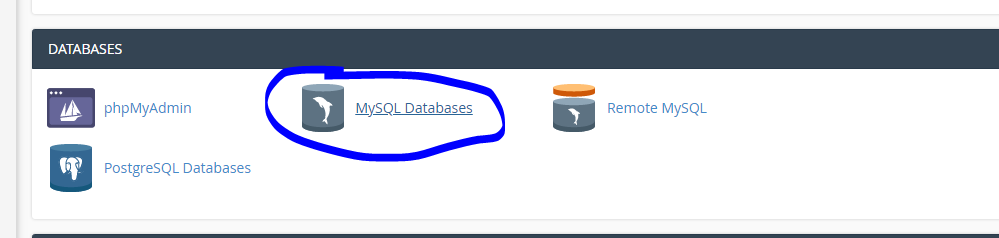 DATABASES
phpMyAdmin
MySQL Databases
Remote MySQL
PostgreSQL Databases